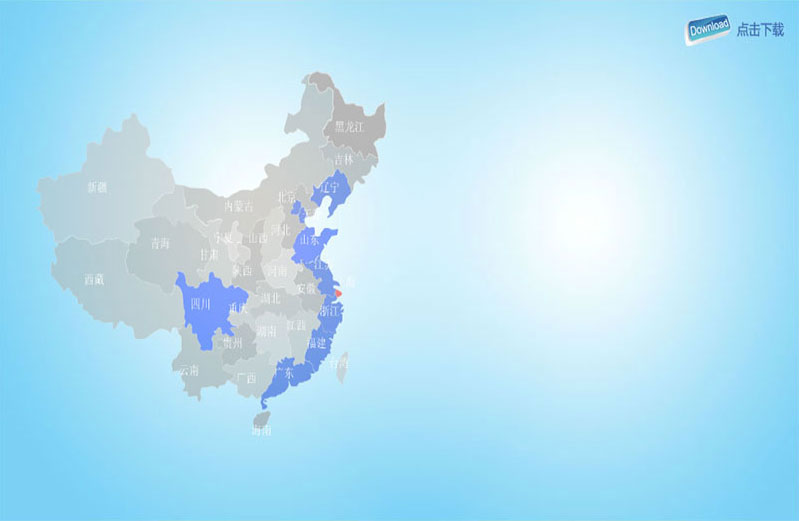 Download
点击下载
黑龙江
吉林
辽宁
北京
新疆
内蒙古
河北
宁夏
山西
山东
青海
甘肃
陕西
河南
江苏
西藏
安徽
四川
重庆
湖北
浙江
湖南
江西
贵州
福建
台湾
云南
广西
广东
海南